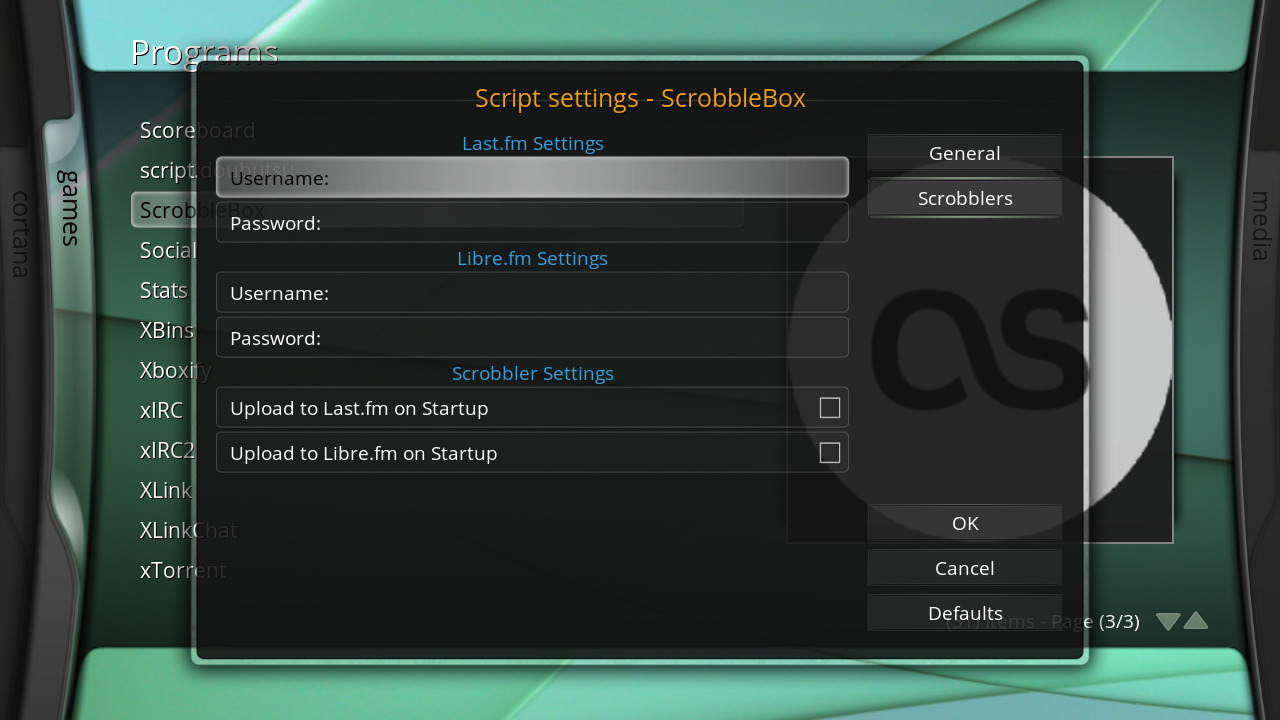 Programs
Script settings - ScrobbleBox
Last.fm Settings
Username:
Password:
Libre.fm Settings
Username:
Password:
Scrobbler Settings
Upload to Last.fm on Startup
Upload to Libre.fm on Startup
General
Scrobblers
OK
Cancel
Defaults
Scoreboard
script.doubutsu
ScrobbleBox
Social
Stats
XBins
Xboxify
xIRC
xIRC2
XLink
XLinkChat
xTorrent
cortana
games
media
as
items - Page (3/3)